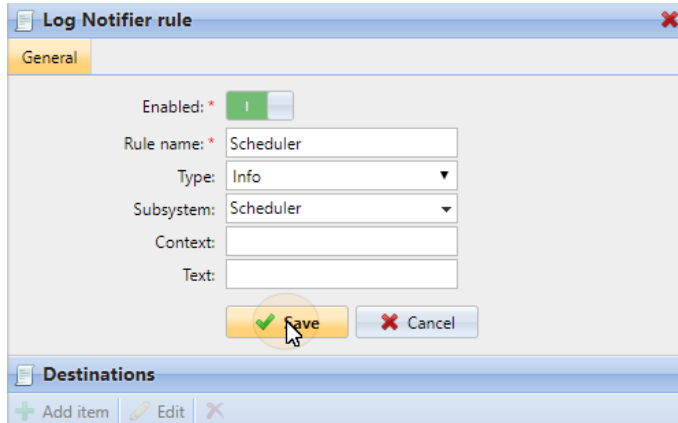 Log Notifier rule
General
Enabled: *
I
Rule name: * Scheduler
Type: Info
Subsystem: Scheduler
Context:
Text:
Save Cancel
Destinations
Add item Edit